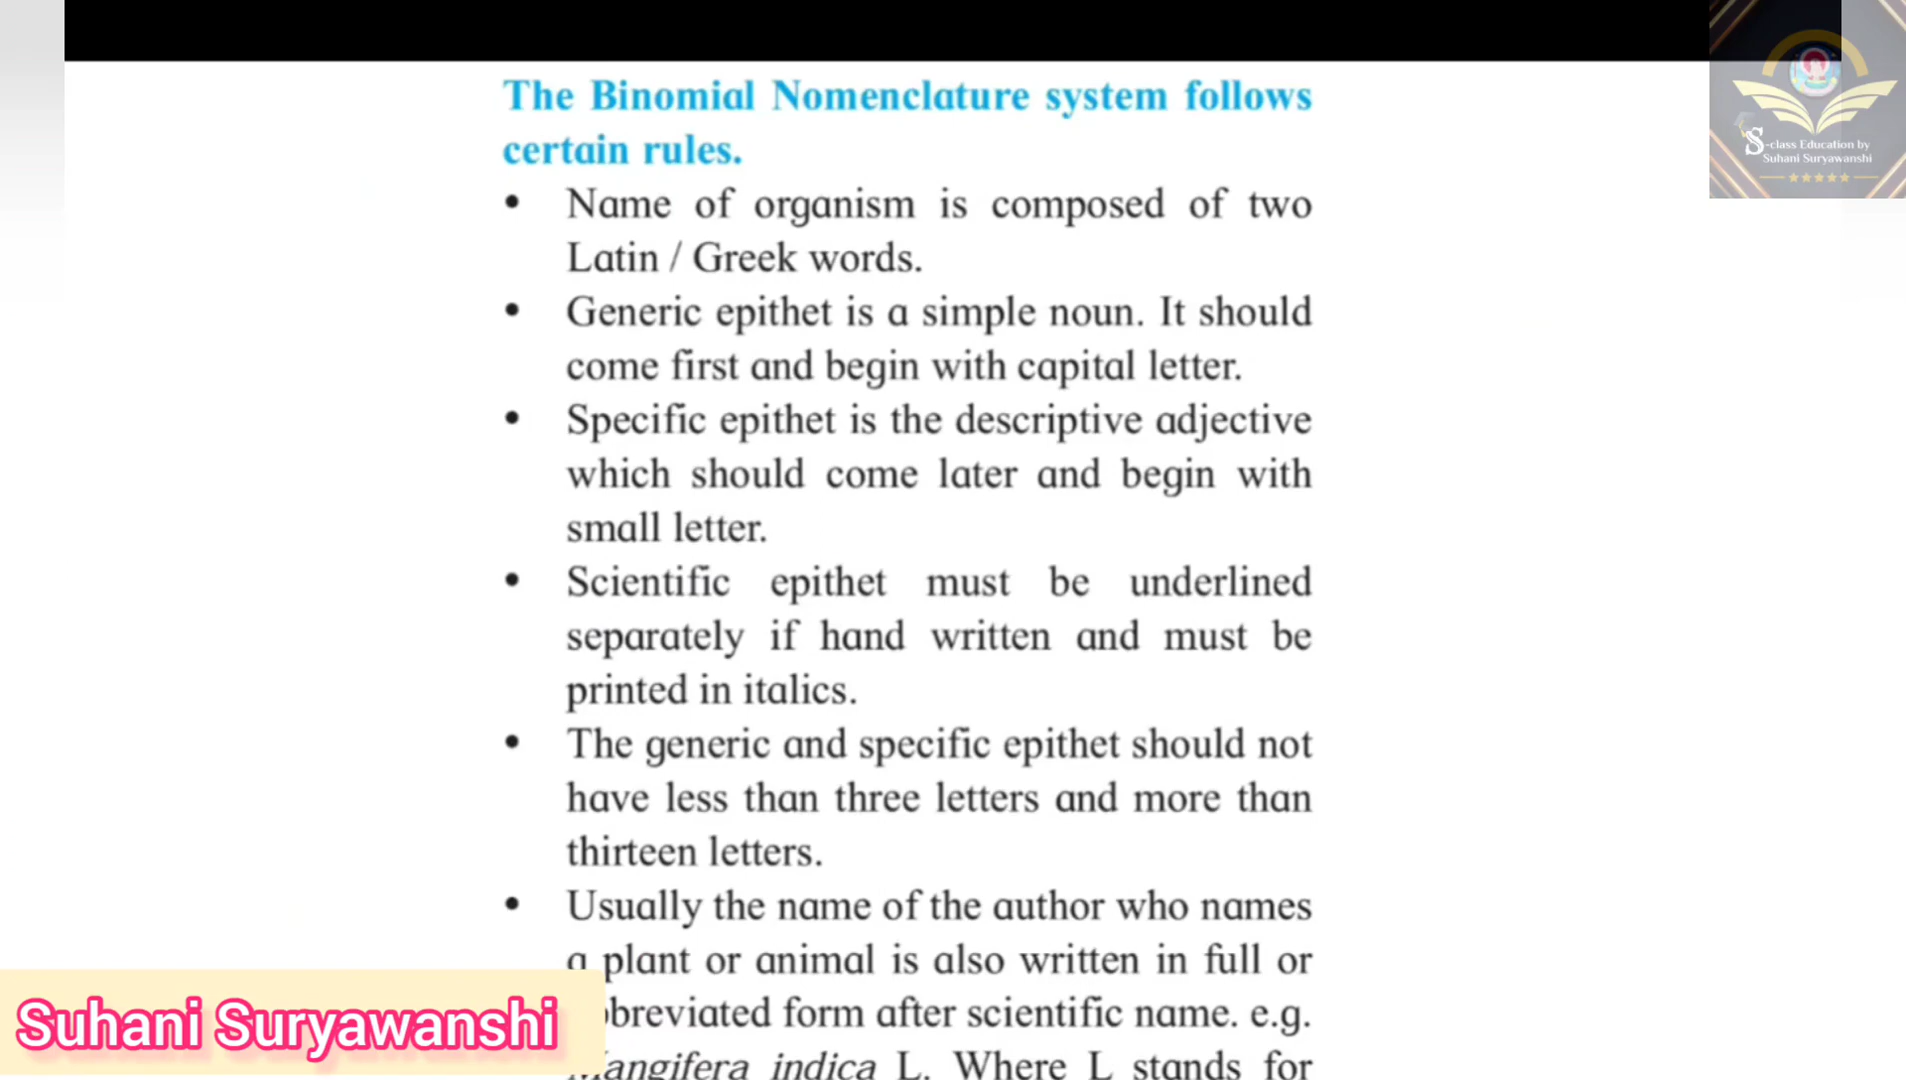 The Binomial Nomenclature system follows
certain rules.
• Name of organism is composed of two
Latin / Greek words.
• Generic epithet is a simple noun. It should
come first and begin with capital letter.
• Specific epithet is the descriptive adjective
which should come later and begin with
small letter.
• Scientific epithet must be underlined
separately if hand written and must be
printed in italics.
• The generic and specific epithet should not
have less than three letters and more than
thirteen letters.
• Usually the name of the author who names
a plant or animal is also written in full or
breviated form after scientific name. e.g.
Mangifera indica L. Where L stands for
S-class Education by
Suhani Suryawanshi
Suhani Suryawanshi